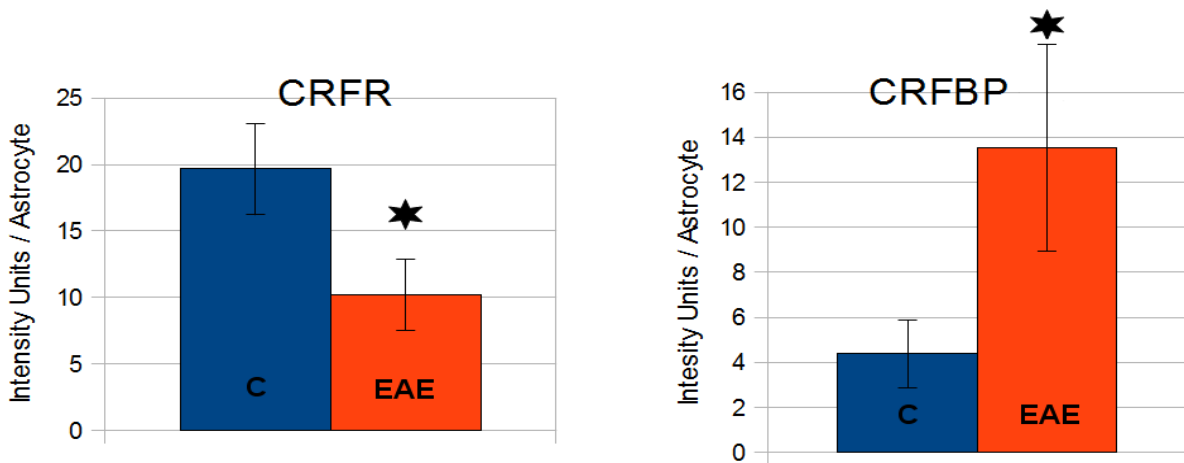 CRFR
Intensity Units / Astrocyte
25
20
15
10
5
0
C
EAE
CRFBP
Intesity Units / Astrocyte
16
14
12
10
8
6
4
2
0
C
EAE